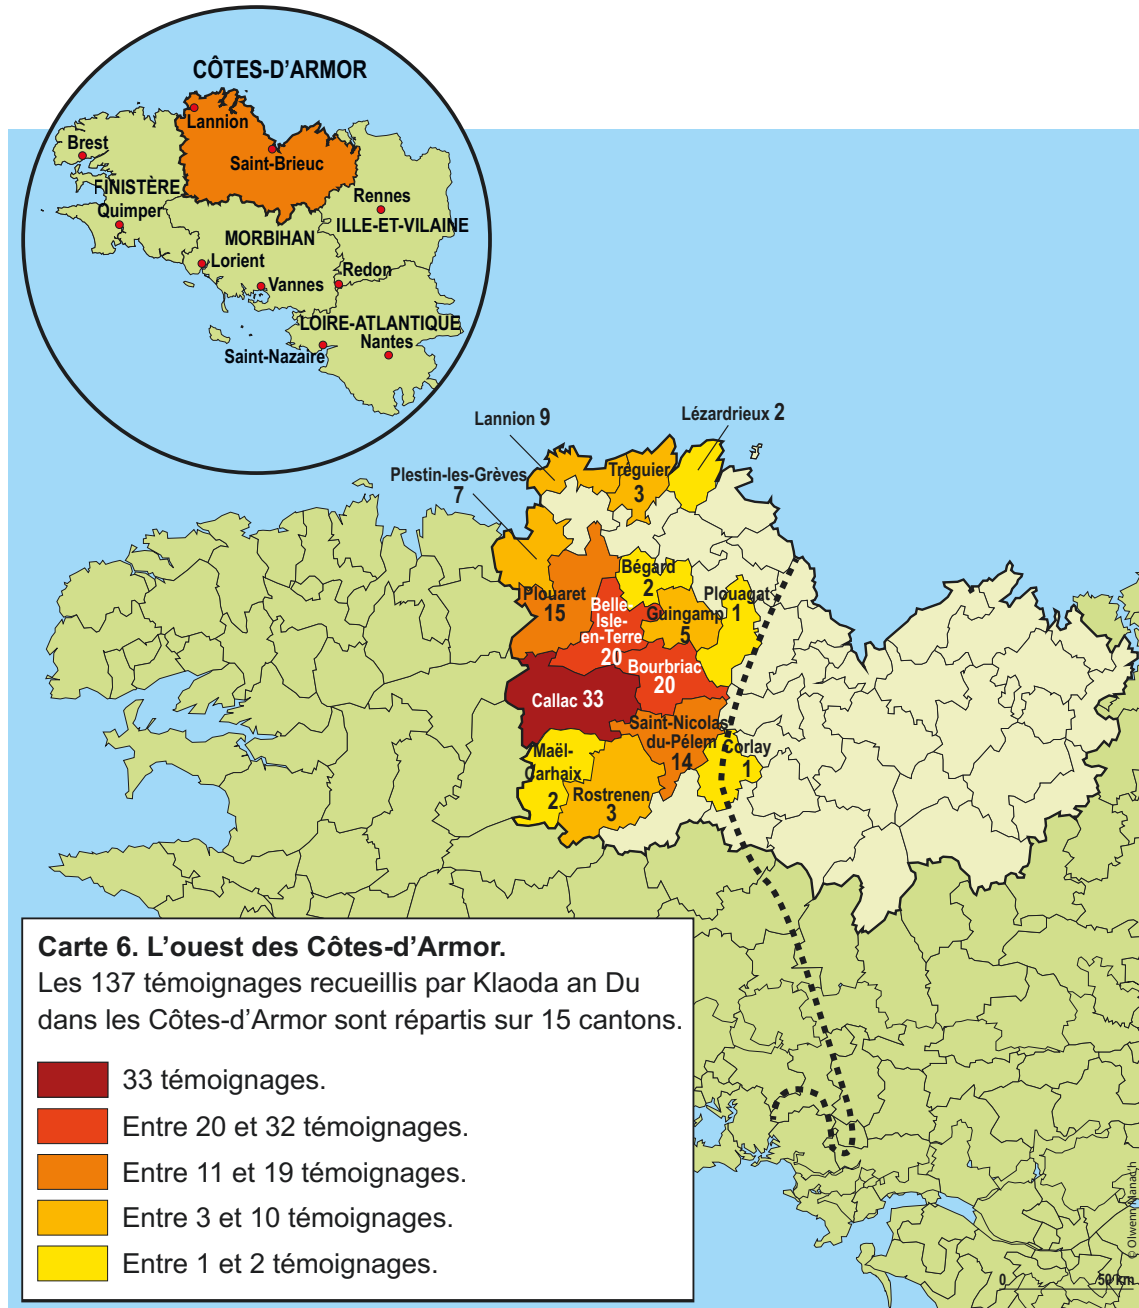 CÔTES-D'ARMOR
Lannion
Brest
Saint-Brieuc
FINISTÈRE
Rennes
Quimper
ILLE-ET-VILAINE
MORBIHAN
Lorient
Redon
Vannes
LOIRE-ATLANTIQUE
Nantes
Saint-Nazaire
Lézardrieux 2
Lannion 9
Plestin-les-Grèves
7
Tréguier
3
Bégard
2
Plouagat
1
Plouaret
15
Belle-
Isle-
en-Terre
20
Guingamp
5
Bourbriac
20
Callac 33
Saint-Nicolas
du-Pélem
14
Corlay
1
Maël-
Carhaix
2
Rostrenen
3
Carte 6. L'ouest des Côtes-d'Armor.
Les 137 témoignages recueillis par Klaoda an Du
dans les Côtes-d'Armor sont répartis sur 15 cantons.
33 témoignages.
Entre 20 et 32 témoignages.
Entre 11 et 19 témoignages.
Entre 3 et 10 témoignages.
Entre 1 et 2 témoignages.
0 50 km
© Olwenn Manach